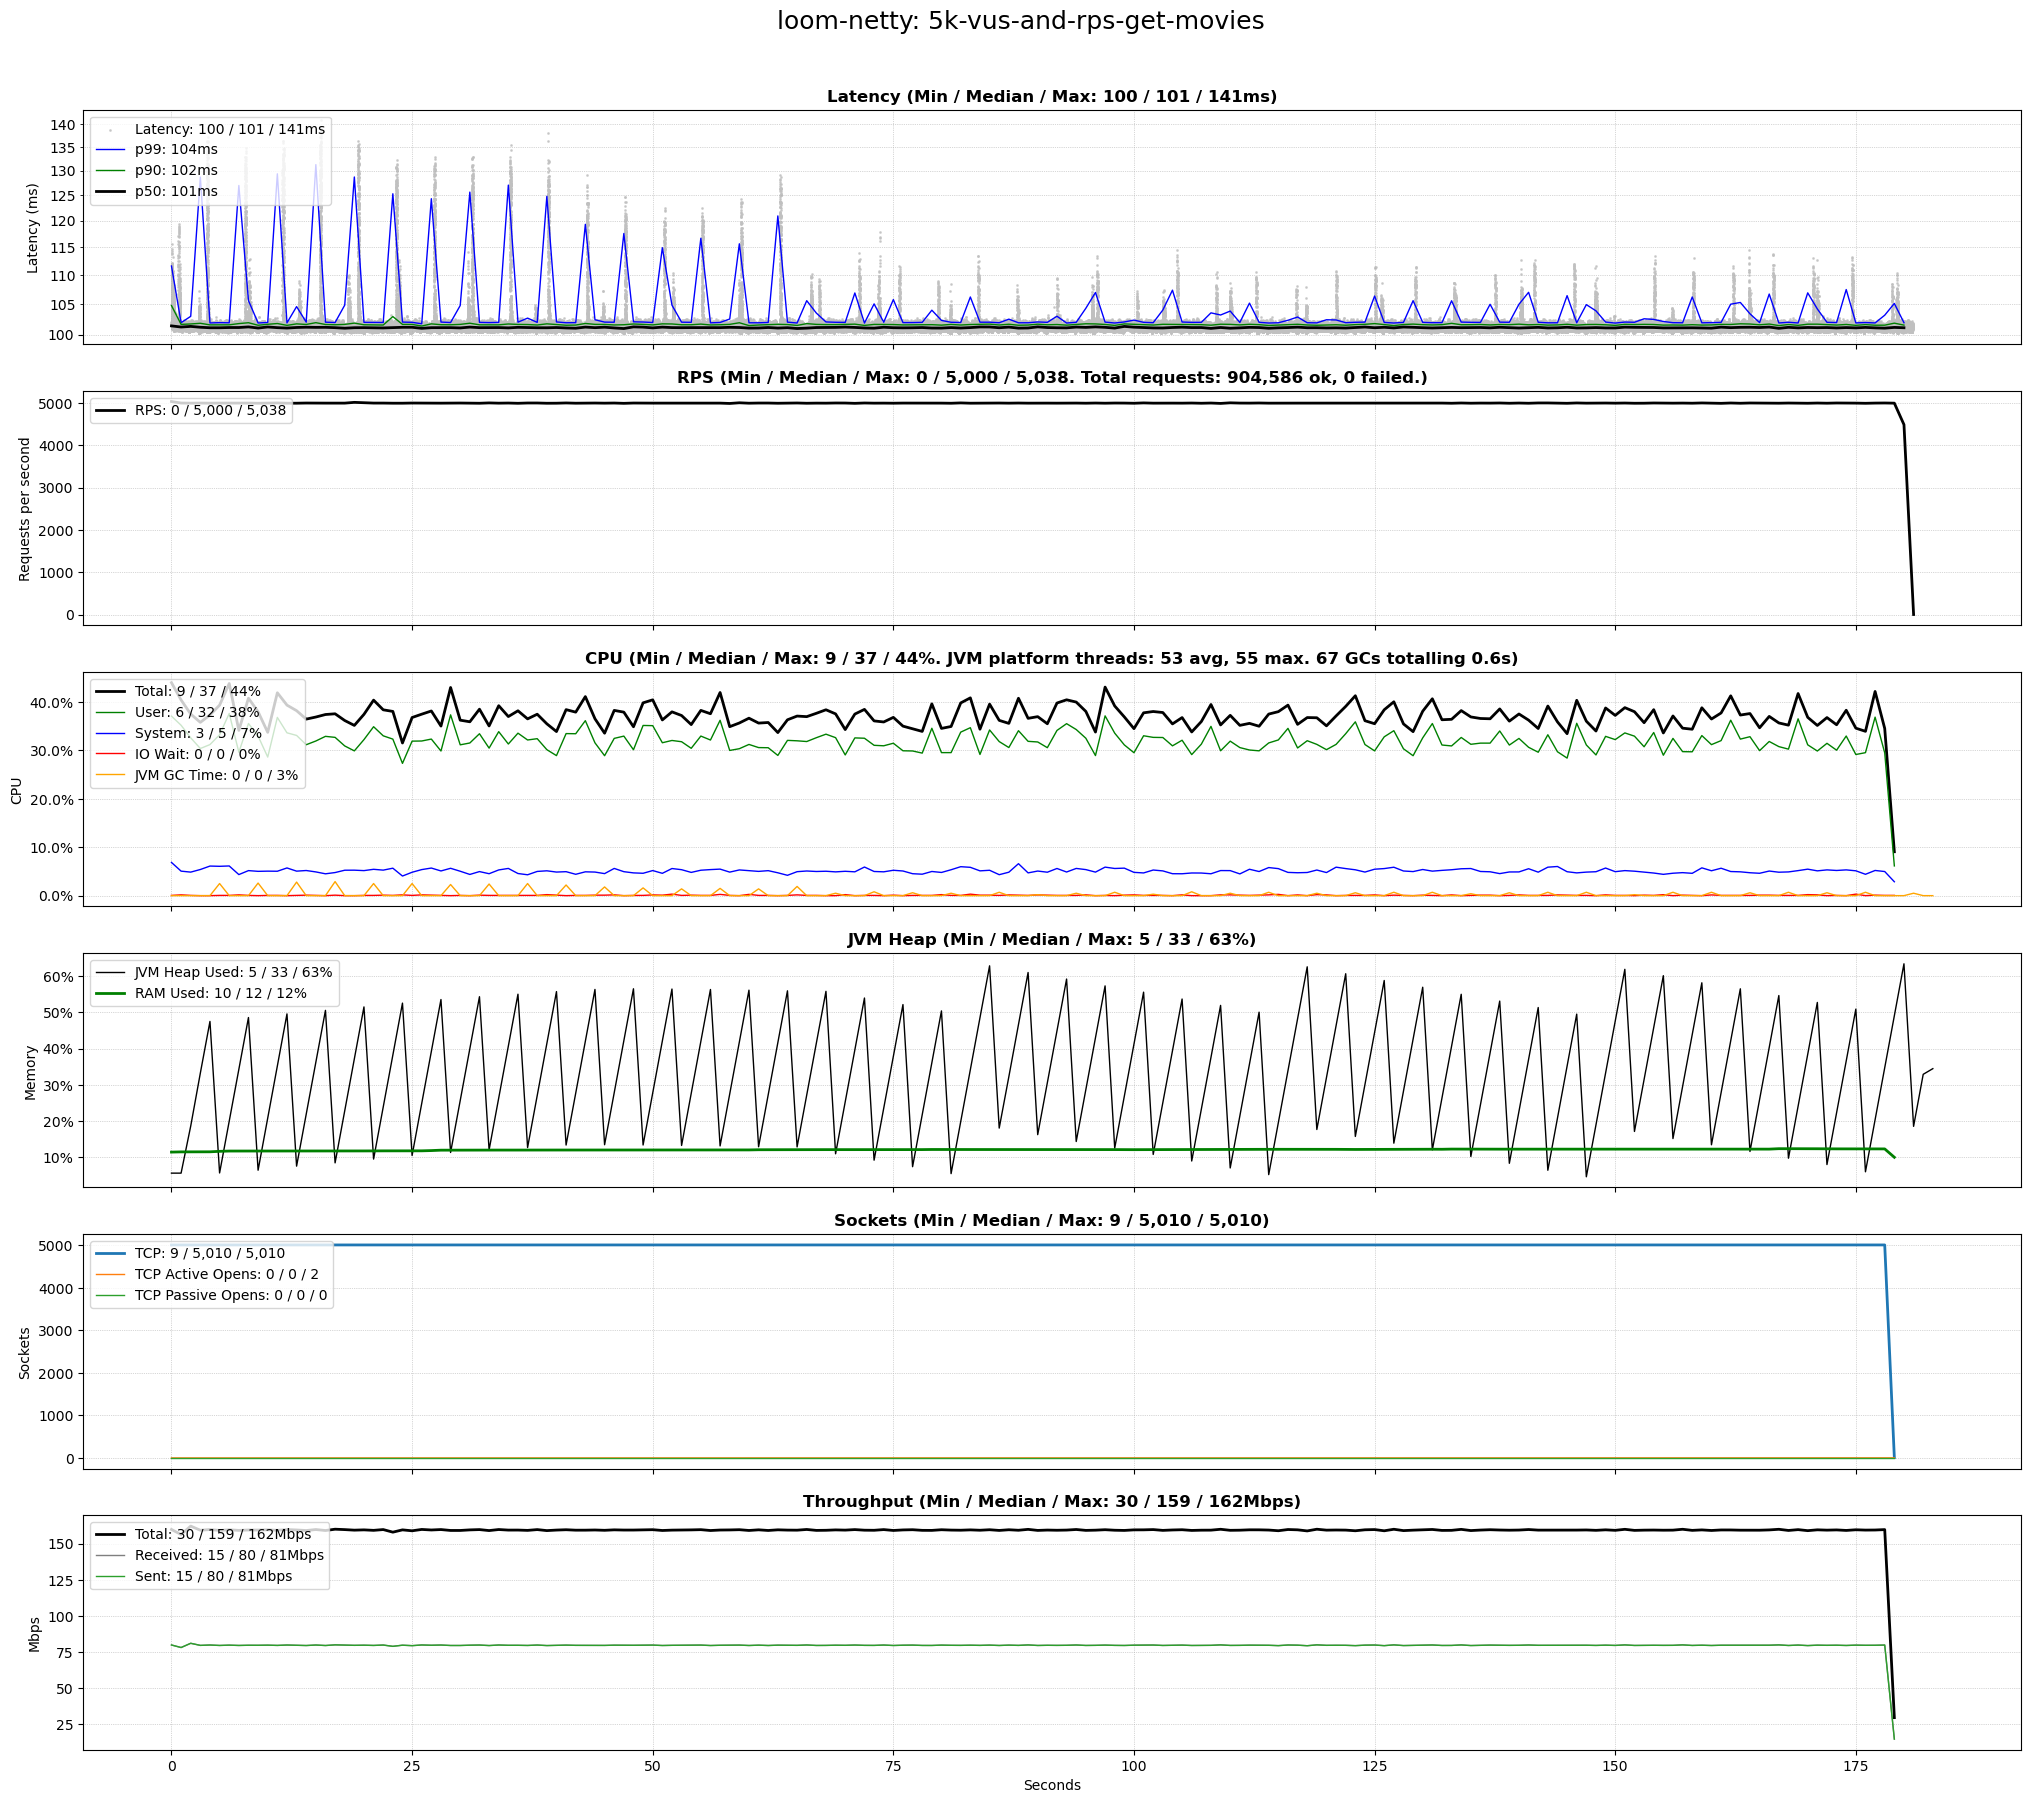 loom-netty: 5k-vus-and-rps-get-movies
Latency (Min / Median / Max: 100 / 101 / 141ms)
Latency (ms)
140
135
130
125
120
115
110
105
100
Latency: 100 / 101 / 141ms
p99: 104ms
p90: 102ms
p50: 101ms
RPS (Min / Median / Max: 0 / 5,000 / 5,038. Total requests: 904,586 ok, 0 failed.)
Requests per second
5000
4000
3000
2000
1000
0
RPS: 0 / 5,000 / 5,038
CPU (Min / Median / Max: 9 / 37 / 44%. JVM platform threads: 53 avg, 55 max. 67 GCs totalling 0.6s)
CPU
40.0%
30.0%
20.0%
10.0%
0.0%
Total: 9 / 37 / 44%
User: 6 / 32 / 38%
System: 3 / 5 / 7%
IO Wait: 0 / 0 / 0%
JVM GC Time: 0 / 0 / 3%
JVM Heap (Min / Median / Max: 5 / 33 / 63%)
Memory
60%
50%
40%
30%
20%
10%
JVM Heap Used: 5 / 33 / 63%
RAM Used: 10 / 12 / 12%
Sockets (Min / Median / Max: 9 / 5,010 / 5,010)
Sockets
5000
4000
3000
2000
1000
0
TCP: 9 / 5,010 / 5,010
TCP Active Opens: 0 / 0 / 2
TCP Passive Opens: 0 / 0 / 0
Throughput (Min / Median / Max: 30 / 159 / 162Mbps)
Mbps
150
125
100
75
50
25
Total: 30 / 159 / 162Mbps
Received: 15 / 80 / 81Mbps
Sent: 15 / 80 / 81Mbps
0 25 50 75 100 125 150 175
Seconds